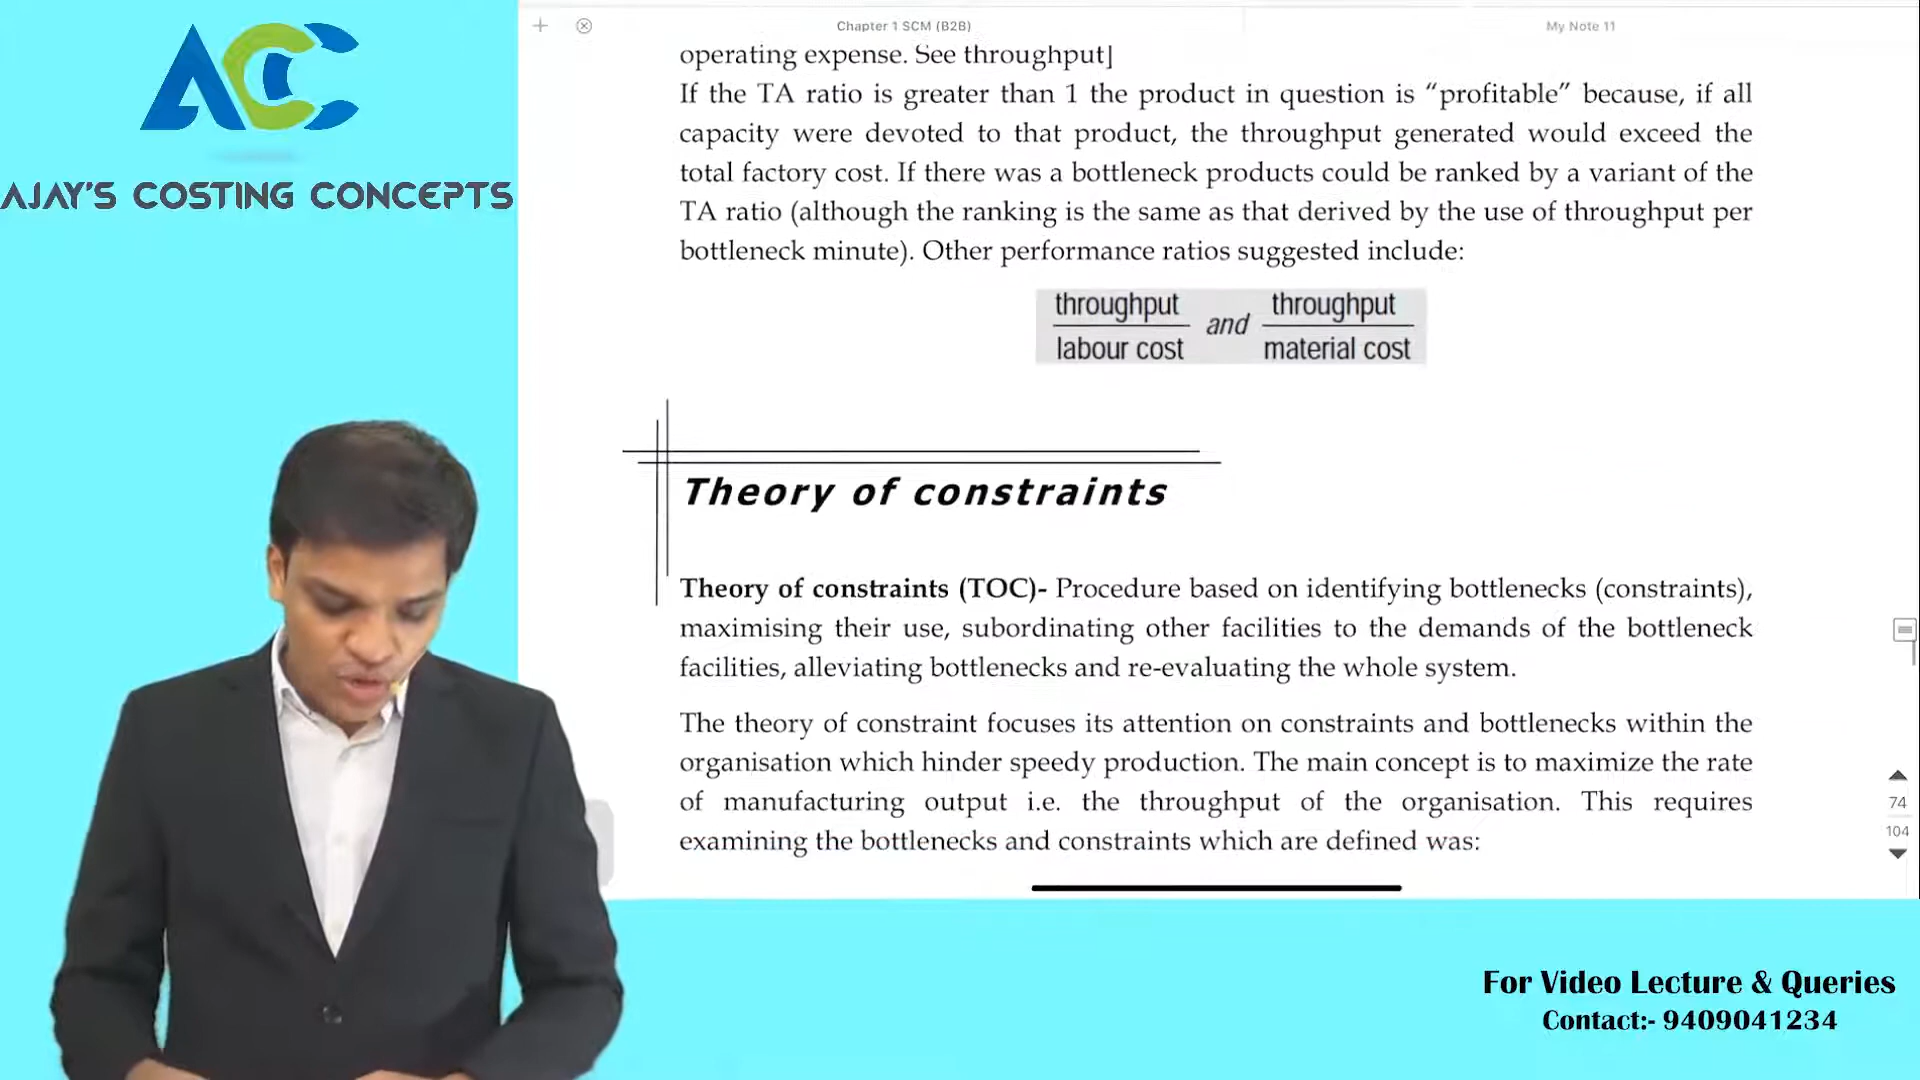 ACC
AJAY'S COSTING CONCEPTS
Chapter 1 SCM (B2B)
My Note 11
operating expense. See throughput]
If the TA ratio is greater than 1 the product in question is “profitable” because, if all
capacity were devoted to that product, the throughput generated would exceed the
total factory cost. If there was a bottleneck products could be ranked by a variant of the
TA ratio (although the ranking is the same as that derived by the use of throughput per
bottleneck minute). Other performance ratios suggested include:
throughput
labour cost
and
throughput
material cost
Theory of constraints
Theory of constraints (TOC)- Procedure based on identifying bottlenecks (constraints),
maximising their use, subordinating other facilities to the demands of the bottleneck
facilities, alleviating bottlenecks and re-evaluating the whole system.
The theory of constraint focuses its attention on constraints and bottlenecks within the
organisation which hinder speedy production. The main concept is to maximize the rate
of manufacturing output i.e. the throughput of the organisation. This requires
examining the bottlenecks and constraints which are defined was:
74
104
For Video Lecture & Queries
Contact:- 9409041234